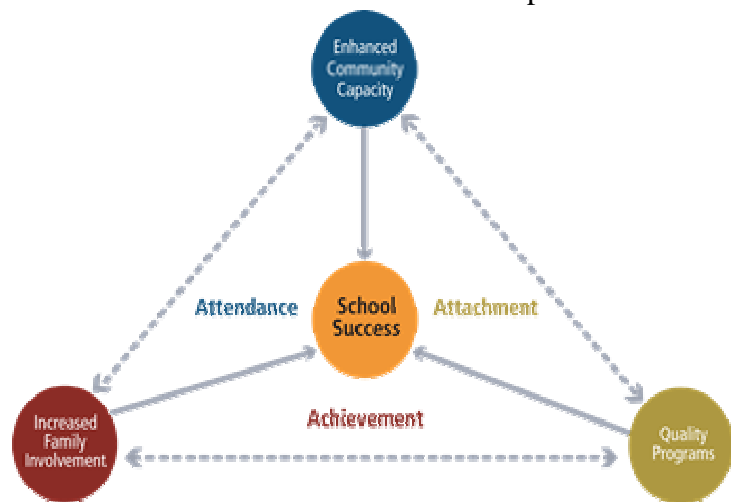 Enhanced
Community
Capacity
Attendance
School
Success
Attachment
Achievement
Increased
Family
Involvement
Quality
Programs